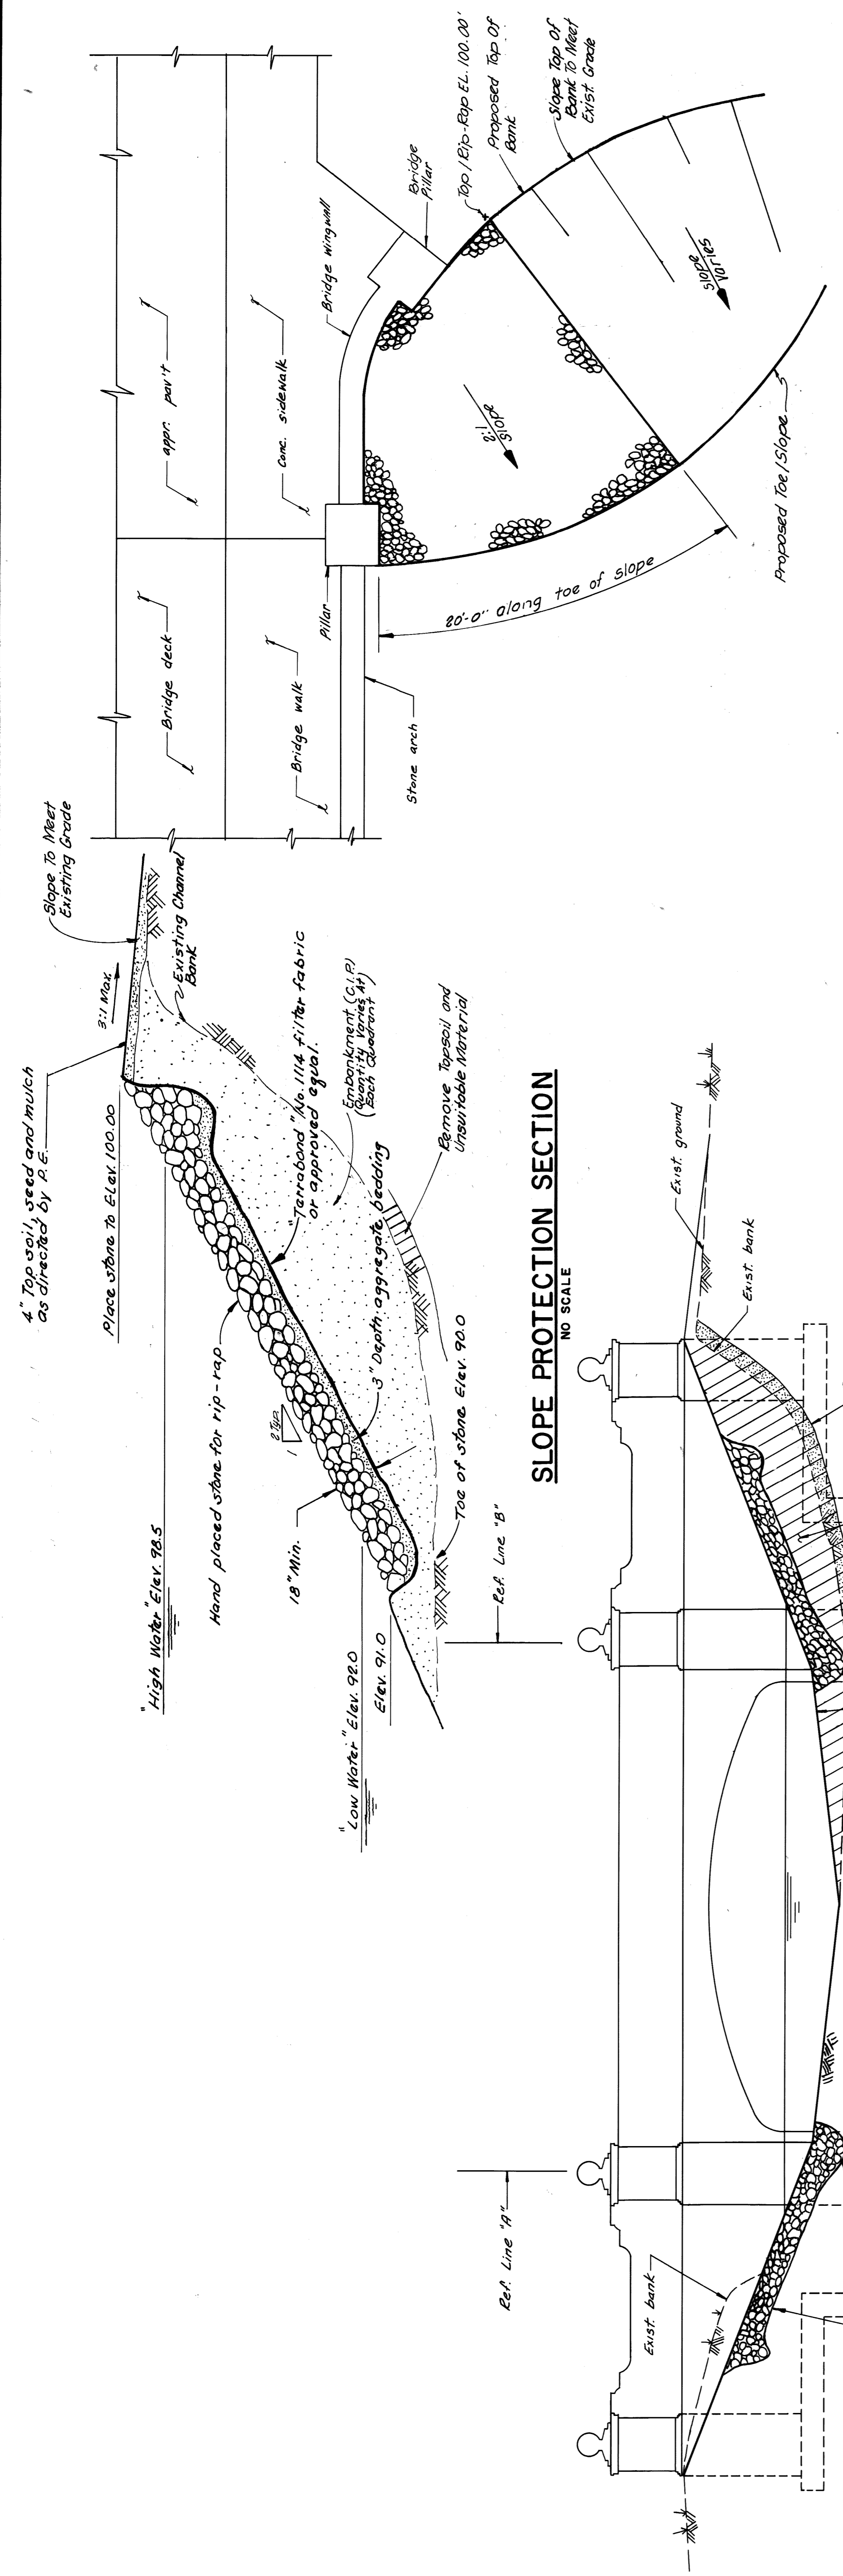 4" Top soil, seed and mulch
as directed by P.E.
Slope To Meet
Existing Grade
3:1 Max.
Place stone to Elev. 100.00
Existing Channel
Bank
"High Water" Elev. 98.5
Hand placed stone for rip-rap
"Terrabond" No. 1114 filter fabric
or approved equal.
Embankment (C.I.P.)
(Quantity Varies At
Each Quadrant)
2 Typ.
1
18" Min.
3" Depth aggregate bedding
Remove Topsoil and
Unsuitable Material
"Low Water" Elev. 92.0
Elev. 91.0
Toe of stone Elev. 90.0
SLOPE PROTECTION SECTION
NO SCALE
Bridge deck
appr. pav't
Bridge walk
Conc. sidewalk
Pillar
Bridge wingwall
Bridge
Pillar
Stone arch
Top/Rip-Rap EL. 100.00'
Proposed Top Of
Bank
Slope Top Of
Bank To Meet
Exist. Grade
2:1
slope
slope
varies
20'-0" along toe of slope
Proposed Toe/Slope
Ref. Line "A"
Ref. Line "B"
Exist. bank
Exist. ground
Exist. bank